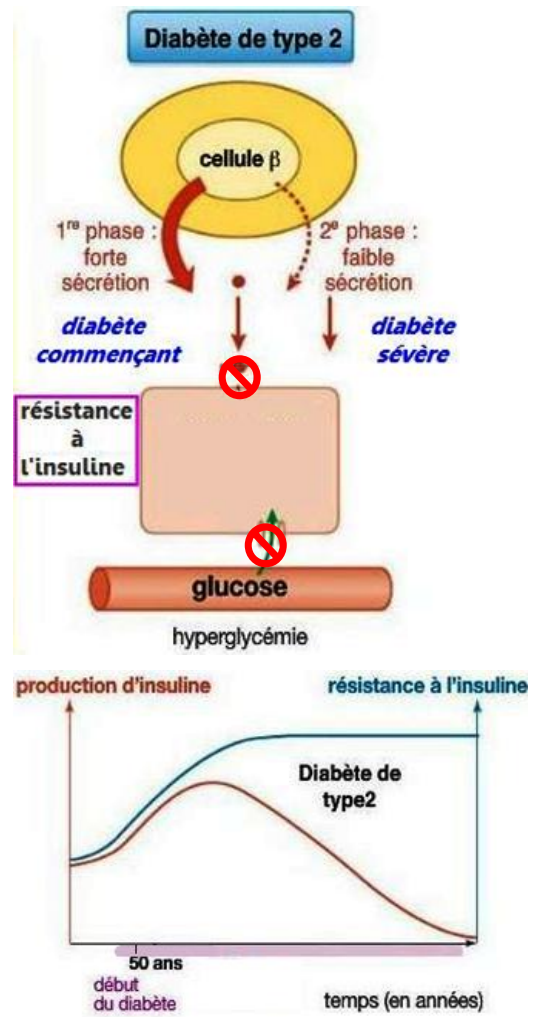 Diabète de type 2
cellule β
1re phase :
forte
sécrétion
2e phase :
faible
sécrétion
diabète
commençant
diabète
sévère
résistance
à
l'insuline
glucose
hyperglycémie
production d'insuline
résistance à l'insuline
Diabète de
type2
50 ans
début
du diabète
temps (en années)